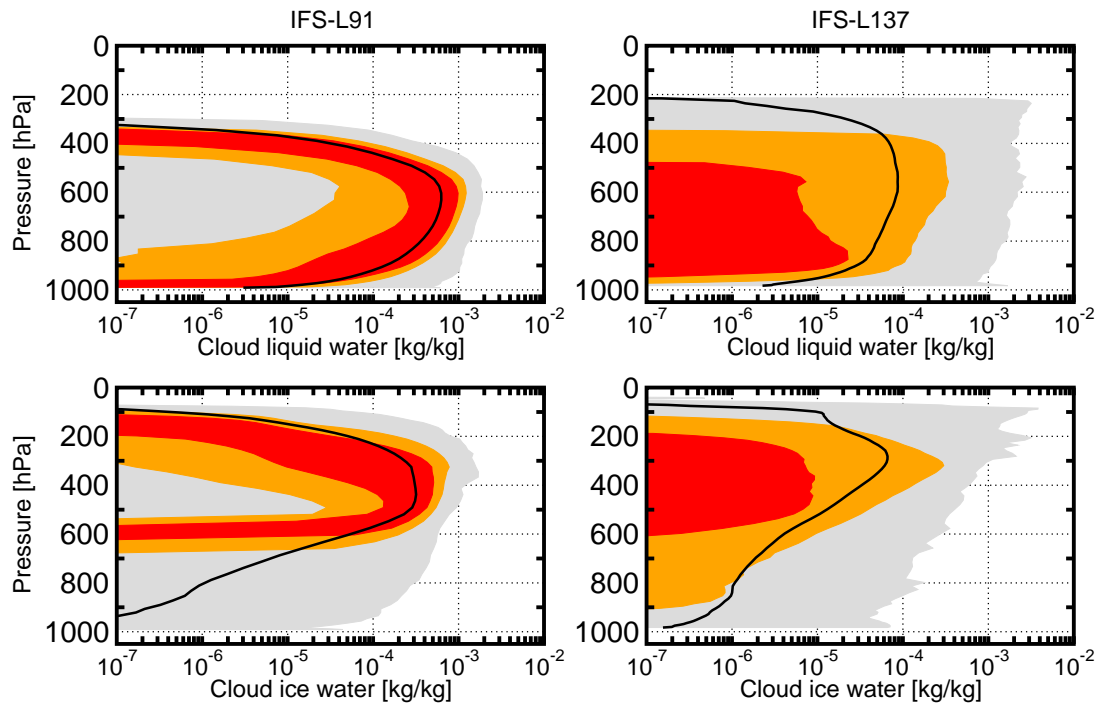 IFS-L91 IFS-L137
0 0
200 200
400 400
600 600
800 800
1000 1000
Pressure [hPa]
10-7 10-6 10-5 10-4 10-3 10-2 10-7 10-6 10-5 10-4 10-3 10-2
Cloud liquid water [kg/kg] Cloud liquid water [kg/kg]
0 0
200 200
400 400
600 600
800 800
1000 1000
Pressure [hPa]
10-7 10-6 10-5 10-4 10-3 10-2 10-7 10-6 10-5 10-4 10-3 10-2
Cloud ice water [kg/kg] Cloud ice water [kg/kg]